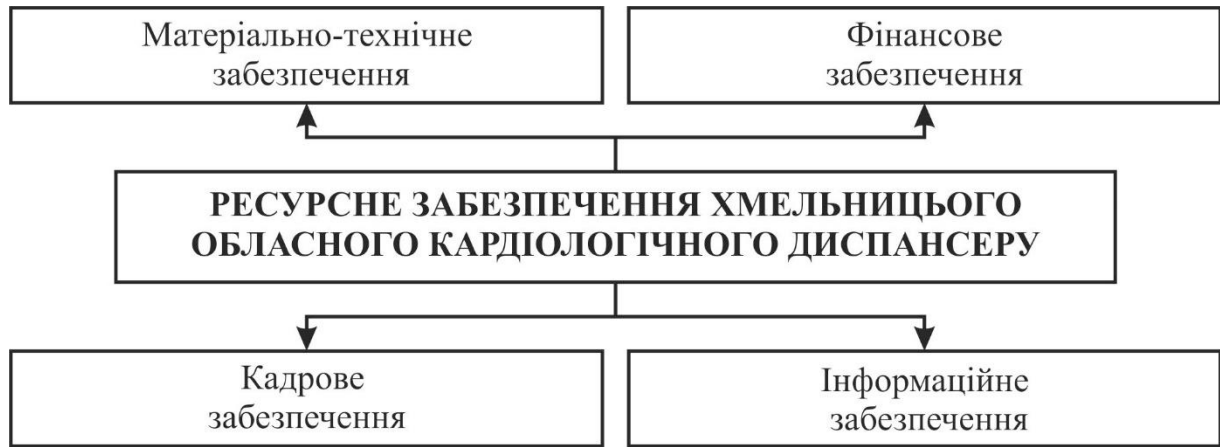 Матеріально-технічне
забезпечення
Фінансове
забезпечення
РЕСУРСНЕ ЗАБЕЗПЕЧЕННЯ ХМЕЛЬНИЦЬОГО
ОБЛАСНОГО КАРДІОЛОГІЧНОГО ДИСПАНСЕРУ
Кадрове
забезпечення
Інформаційне
забезпечення